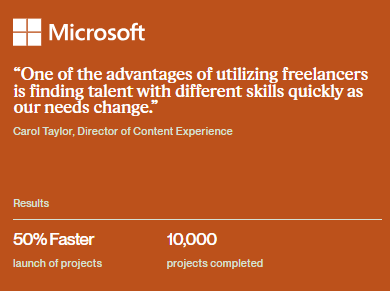 Microsoft
“One of the advantages of utilizing freelancers
is finding talent with different skills quickly as
our needs change.”
Carol Taylor, Director of Content Experience
Results
50% Faster
launch of projects
10,000
projects completed